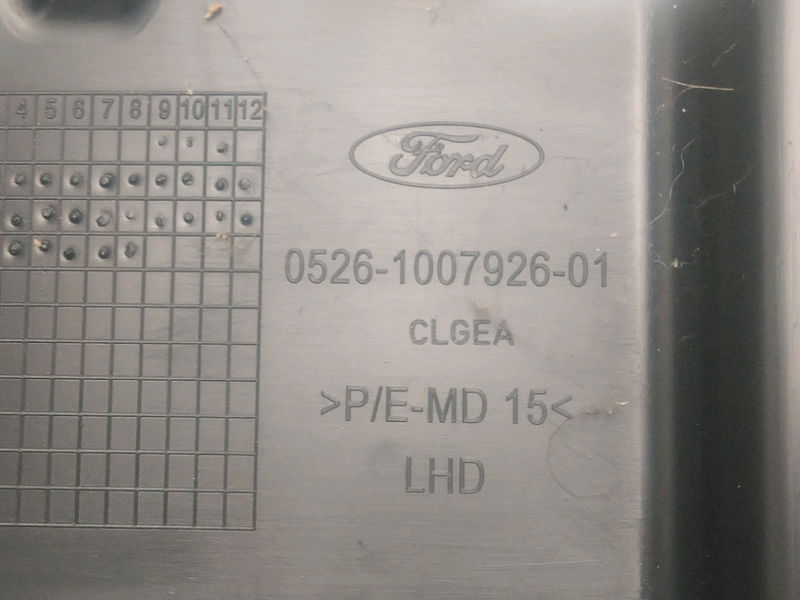 4 5 6 7 8 9 10 11 12
Ford
0526-1007926-01
CLGEA
>P/E-MD 15<
LHD